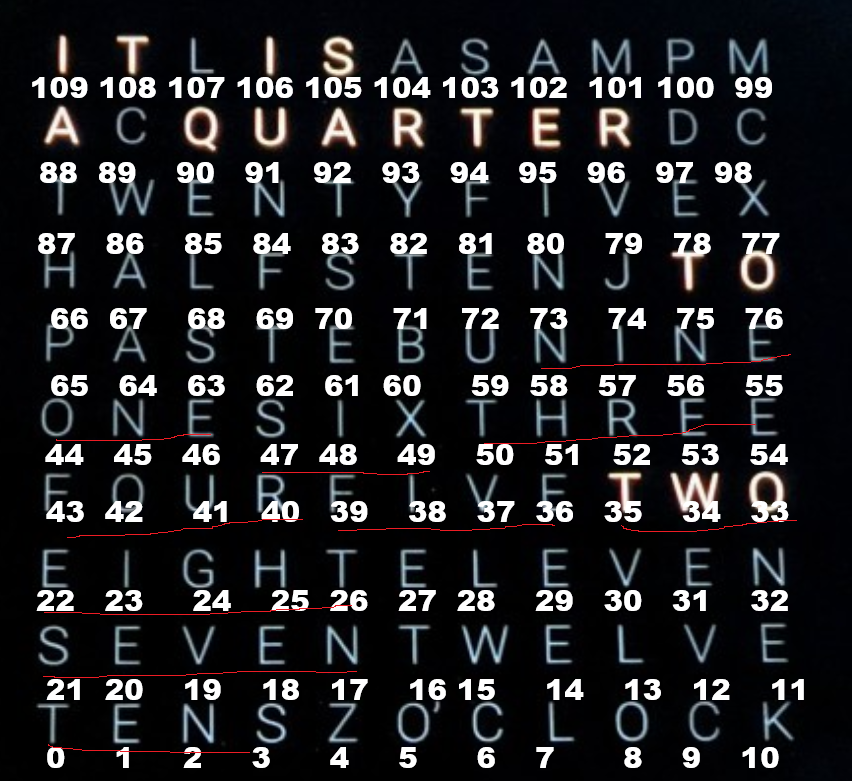 I T L I S A S A M P M
109 108 107 106 105 104 103 102 101 100 99
A C Q U A R T E R D C
88 89 90 91 92 93 94 95 96 97 98
T W E N T Y F I V E X
87 86 85 84 83 82 81 80 79 78 77
H A L F S T E N J T O
66 67 68 69 70 71 72 73 74 75 76
P A S T E B U N I N E
65 64 63 62 61 60 59 58 57 56 55
O N E S I X T H R E E
44 45 46 47 48 49 50 51 52 53 54
F O U R F I V E T W O
43 42 41 40 39 38 37 36 35 34 33
E I G H T E L E V E N
22 23 24 25 26 27 28 29 30 31 32
S E V E N T W E L V E
21 20 19 18 17 16 15 14 13 12 11
T E N S Z O' C L O C K
0 1 2 3 4 5 6 7 8 9 10